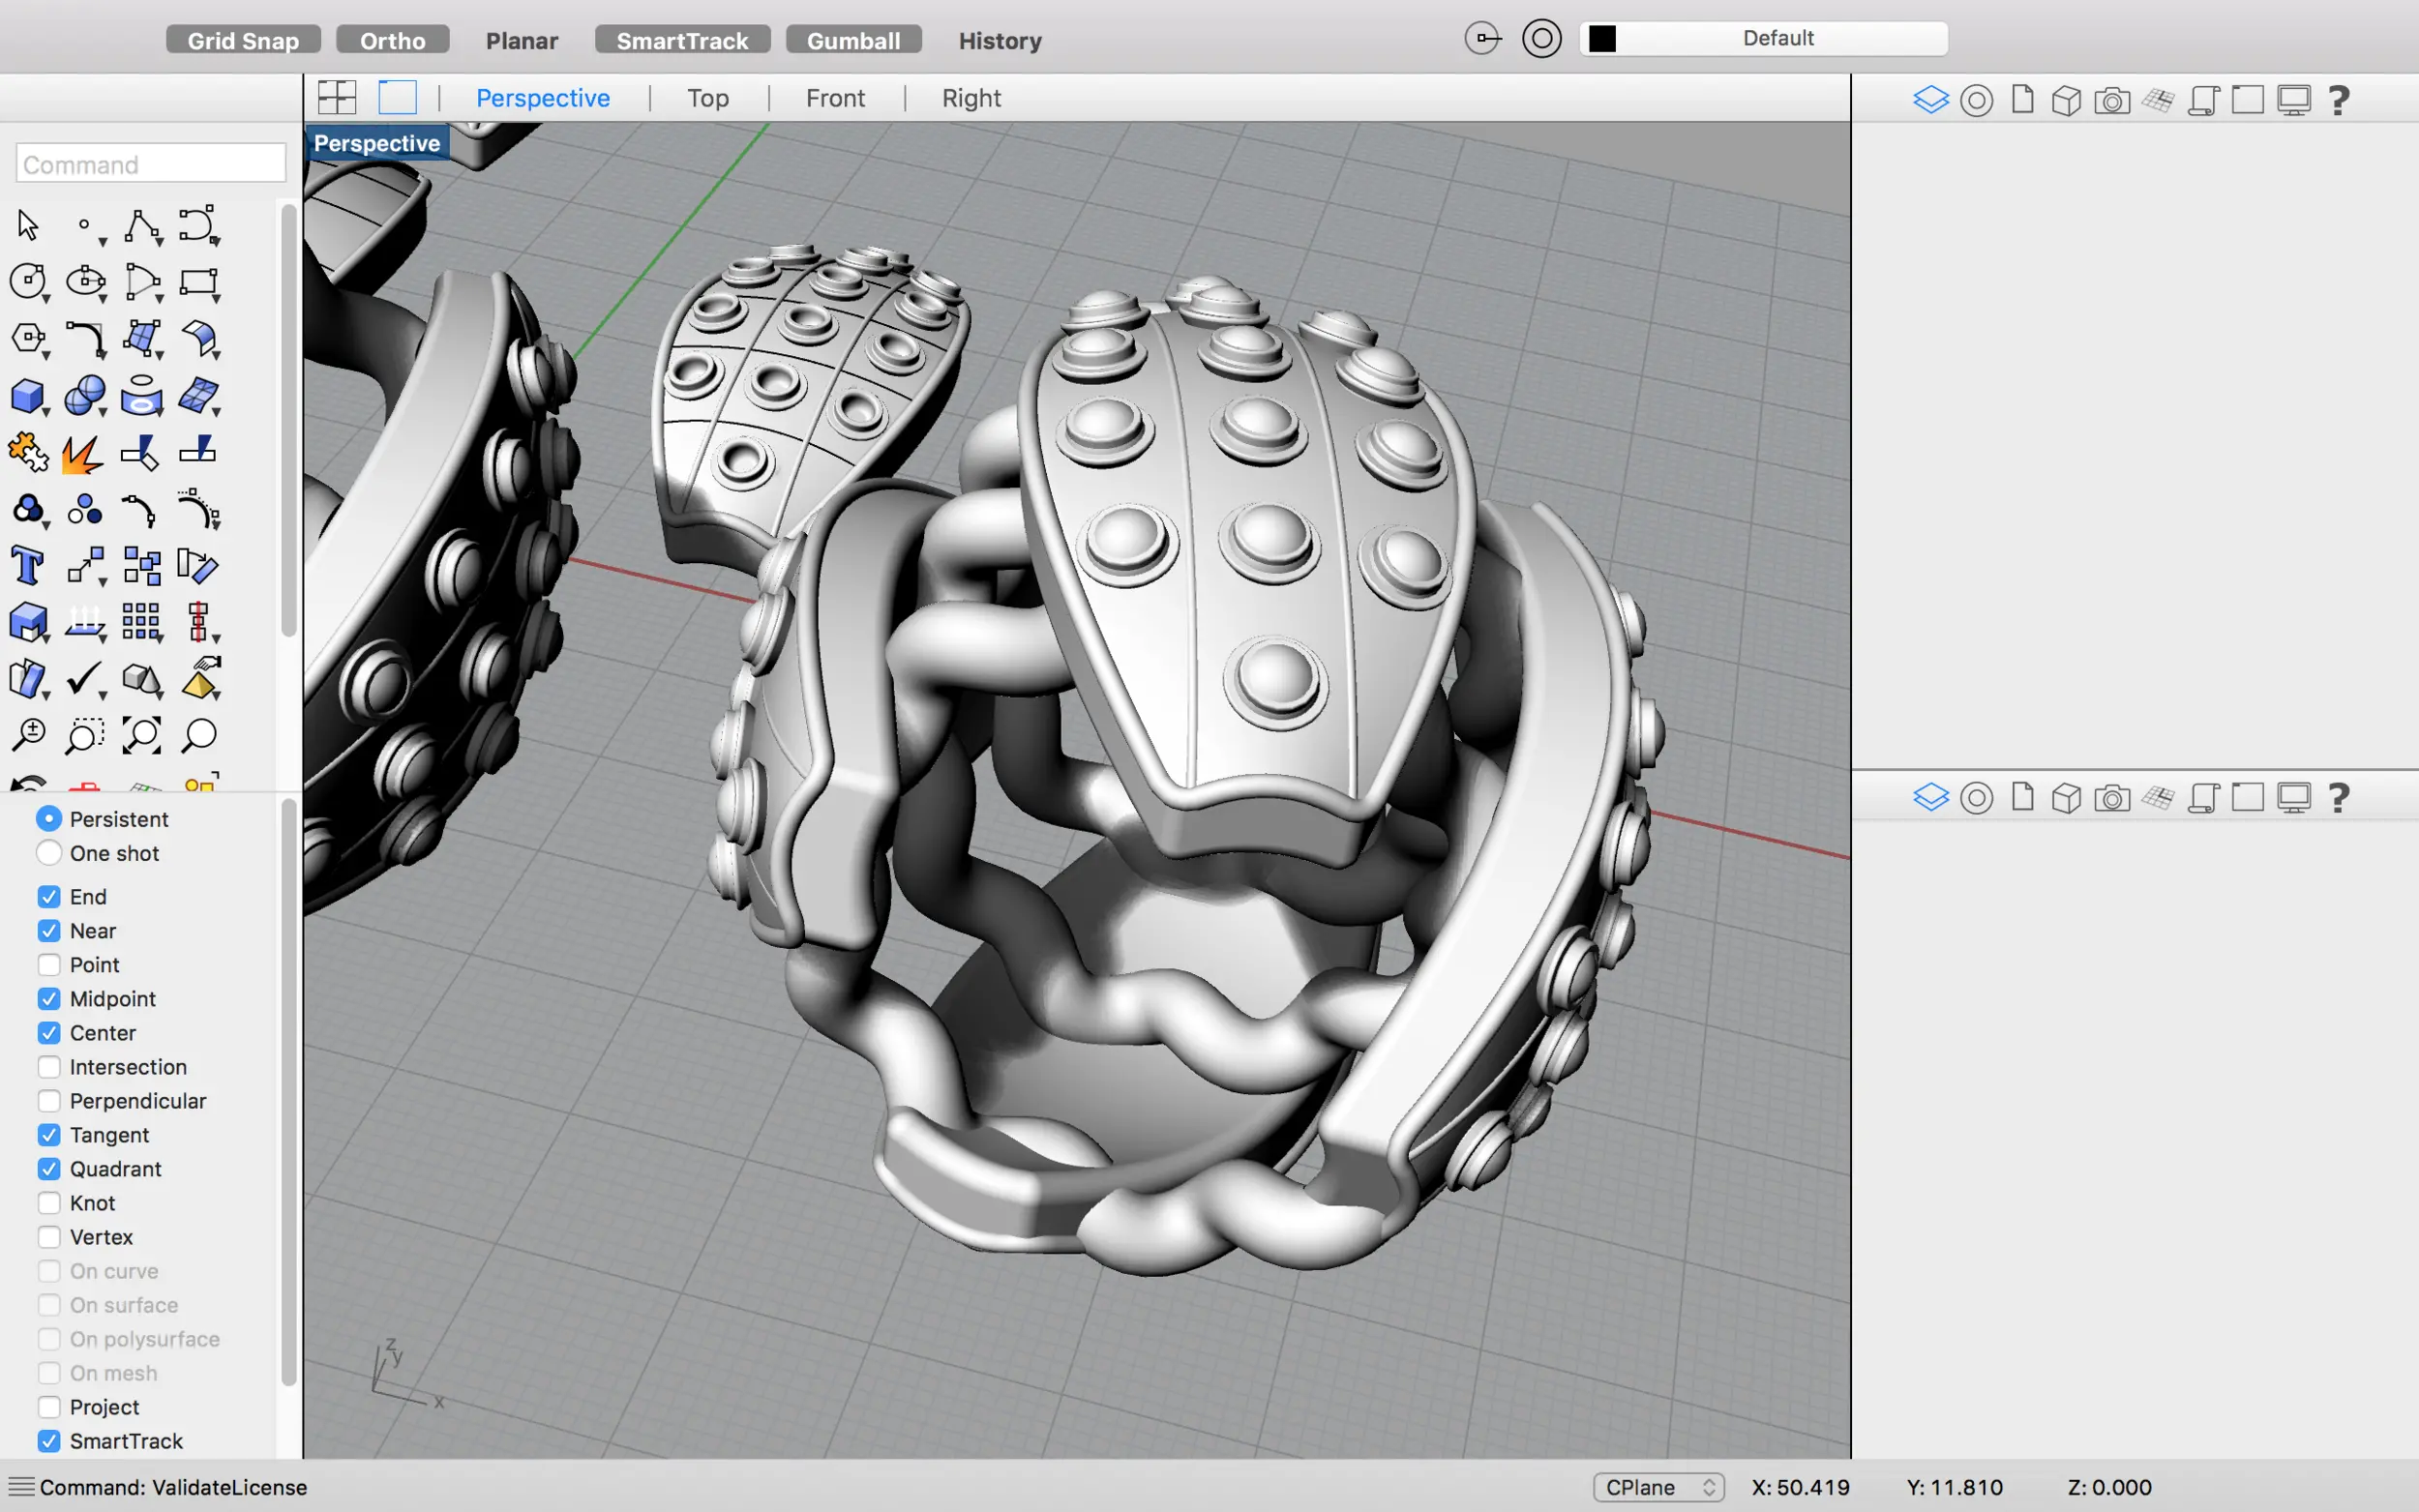 Grid Snap Ortho Planar SmartTrack Gumball History Default
Perspective Top Front Right
Perspective
Command
Persistent
One shot
End
Near
Point
Midpoint
Center
Intersection
Perpendicular
Tangent
Quadrant
Knot
Vertex
On curve
On surface
On polysurface
On mesh
Project
SmartTrack
z
y
x
Command: ValidateLicense CPlane X: 50.419 Y: 11.810 Z: 0.000